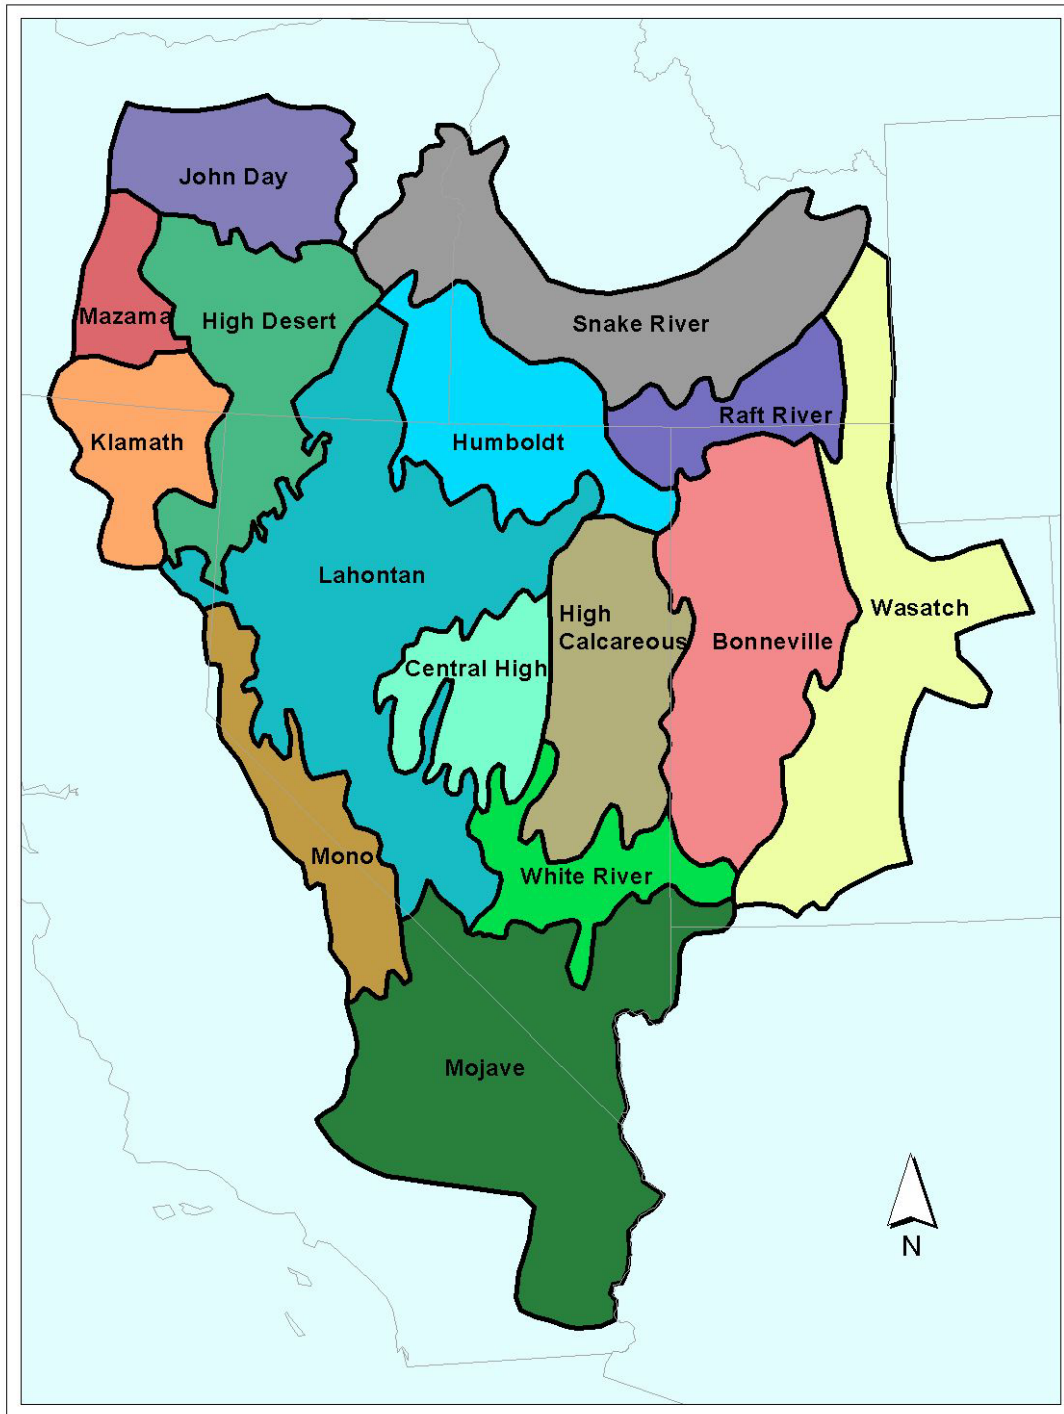 John Day
Mazama
High Desert
Snake River
Klamath
Humboldt
Raft River
Lahontan
High
Calcareous
Wasatch
Bonneville
Central High
Mono
White River
Mojave
N